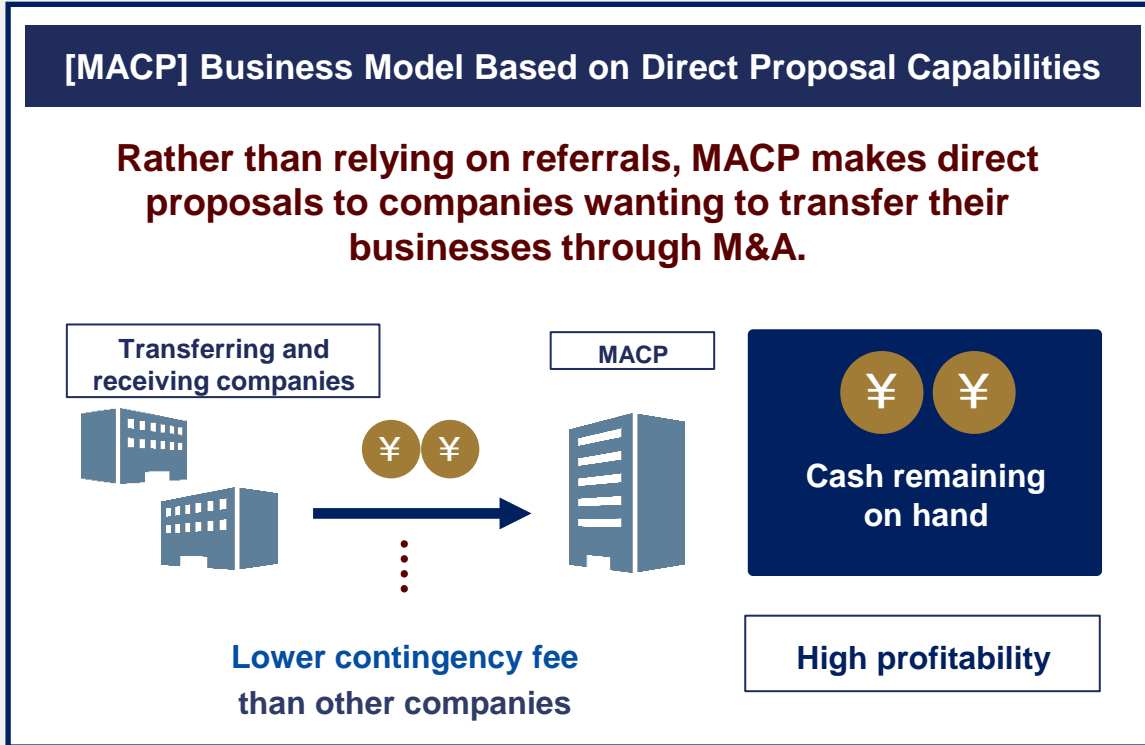 [MACP] Business Model Based on Direct Proposal Capabilities
Rather than relying on referrals, MACP makes direct
proposals to companies wanting to transfer their
businesses through M&A.
Transferring and
receiving companies
MACP
¥ ¥
¥ ¥
Cash remaining
on hand
Lower contingency fee
than other companies
High profitability